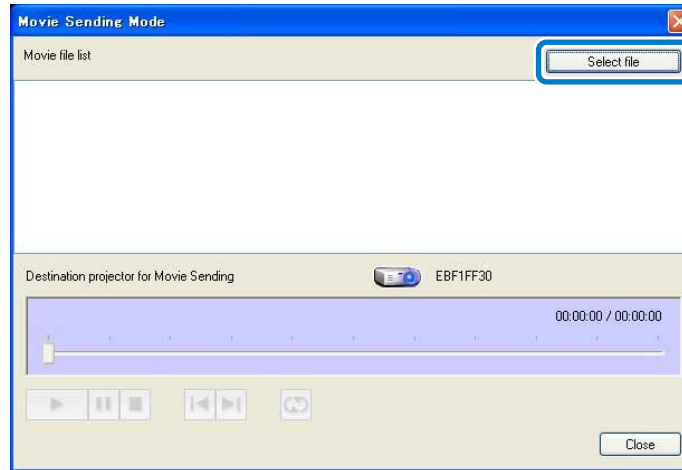 Movie Sending Mode
Movie file list
Select file
Destination projector for Movie Sending
EBF1FF30
00:00:00 / 00:00:00
Close